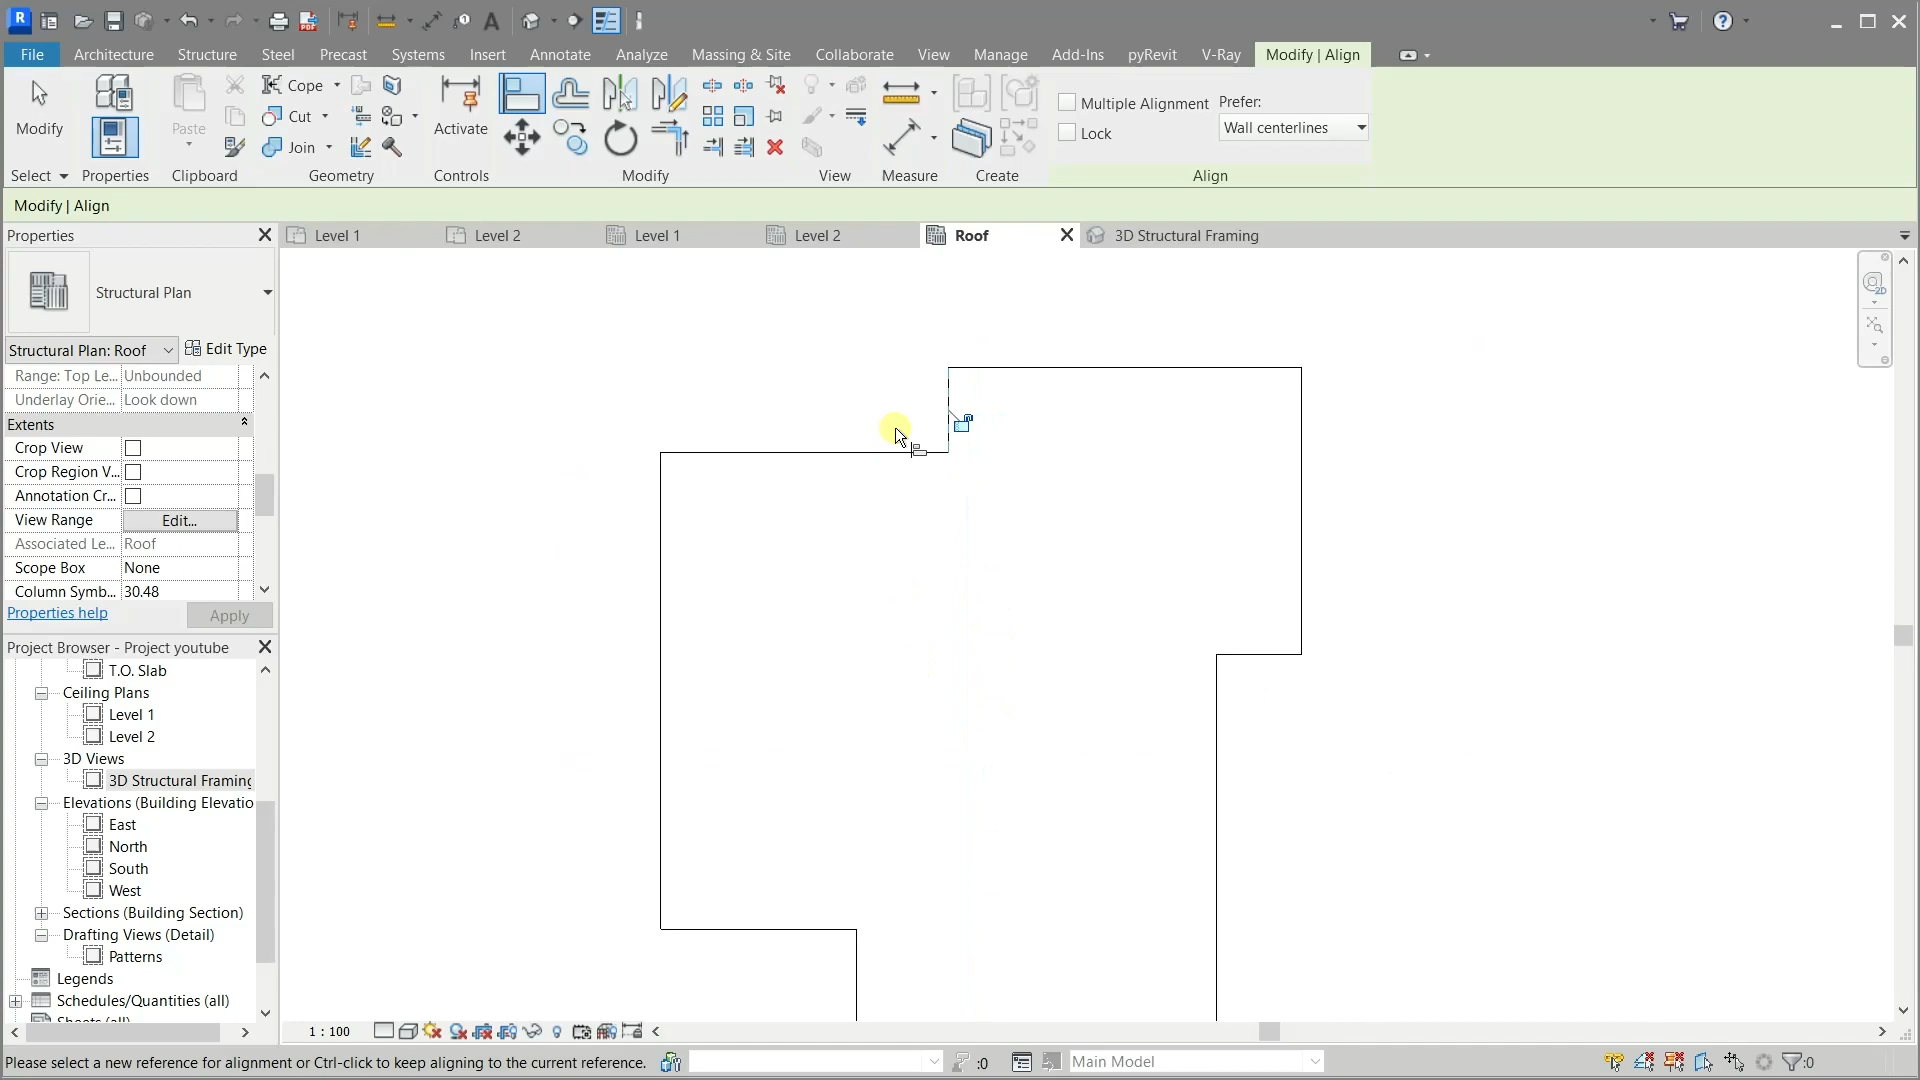 File Architecture Structure Steel Precast Systems Insert Annotate Analyze Massing & Site Collaborate View Manage Add-Ins pyRevit V-Ray Modify | Align
Modify Paste Cope Cut Join Activate Multiple Alignment Lock Prefer: Wall centerlines
Select Properties Clipboard Geometry Controls Modify View Measure Create Align
Modify | Align
Properties
Level 1 Level 2 Level 1 Level 2 Roof 3D Structural Framing
Structural Plan
Structural Plan: Roof Edit Type
Range: Top Le... Unbounded
Underlay Orie... Look down
Extents
Crop View
Crop Region V...
Annotation Cr...
View Range Edit...
Associated Le... Roof
Scope Box None
Column Symb... 30.48
Properties help Apply
Project Browser - Project youtube
T.O. Slab
Ceiling Plans
Level 1
Level 2
3D Views
3D Structural Framing
Elevations (Building Elevatio
East
North
South
West
Sections (Building Section)
Drafting Views (Detail)
Patterns
Legends
Schedules/Quantities (all)
Sheets (all)
1 : 100
Please select a new reference for alignment or Ctrl-click to keep aligning to the current reference. :0 Main Model :0